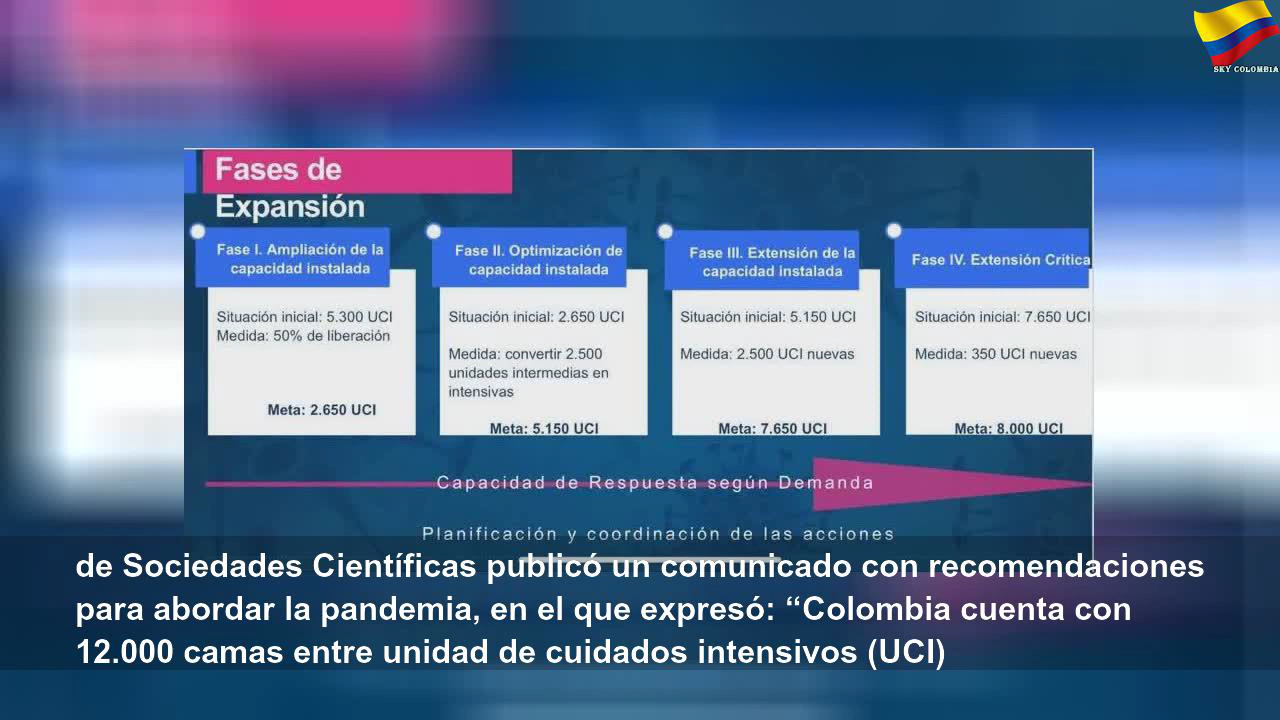 SKY COLOMBIA
Fases de
Expansión
Fase I. Ampliación de la
capacidad instalada
Situación inicial: 5.300 UCI
Medida: 50% de liberación
Meta: 2.650 UCI
Fase II. Optimización de
capacidad instalada
Situación inicial: 2.650 UCI
Medida: convertir 2.500
unidades intermedias en
intensivas
Meta: 5.150 UCI
Fase III. Extensión de la
capacidad instalada
Situación inicial: 5.150 UCI
Medida: 2.500 UCI nuevas
Meta: 7.650 UCI
Fase IV. Extensión Crítica
Situación inicial: 7.650 UCI
Medida: 350 UCI nuevas
Meta: 8.000 UCI
Capacidad de Respuesta según Demanda
Planificación y coordinación de las acciones
de Sociedades Científicas publicó un comunicado con recomendaciones
para abordar la pandemia, en el que expresó: “Colombia cuenta con
12.000 camas entre unidad de cuidados intensivos (UCI)